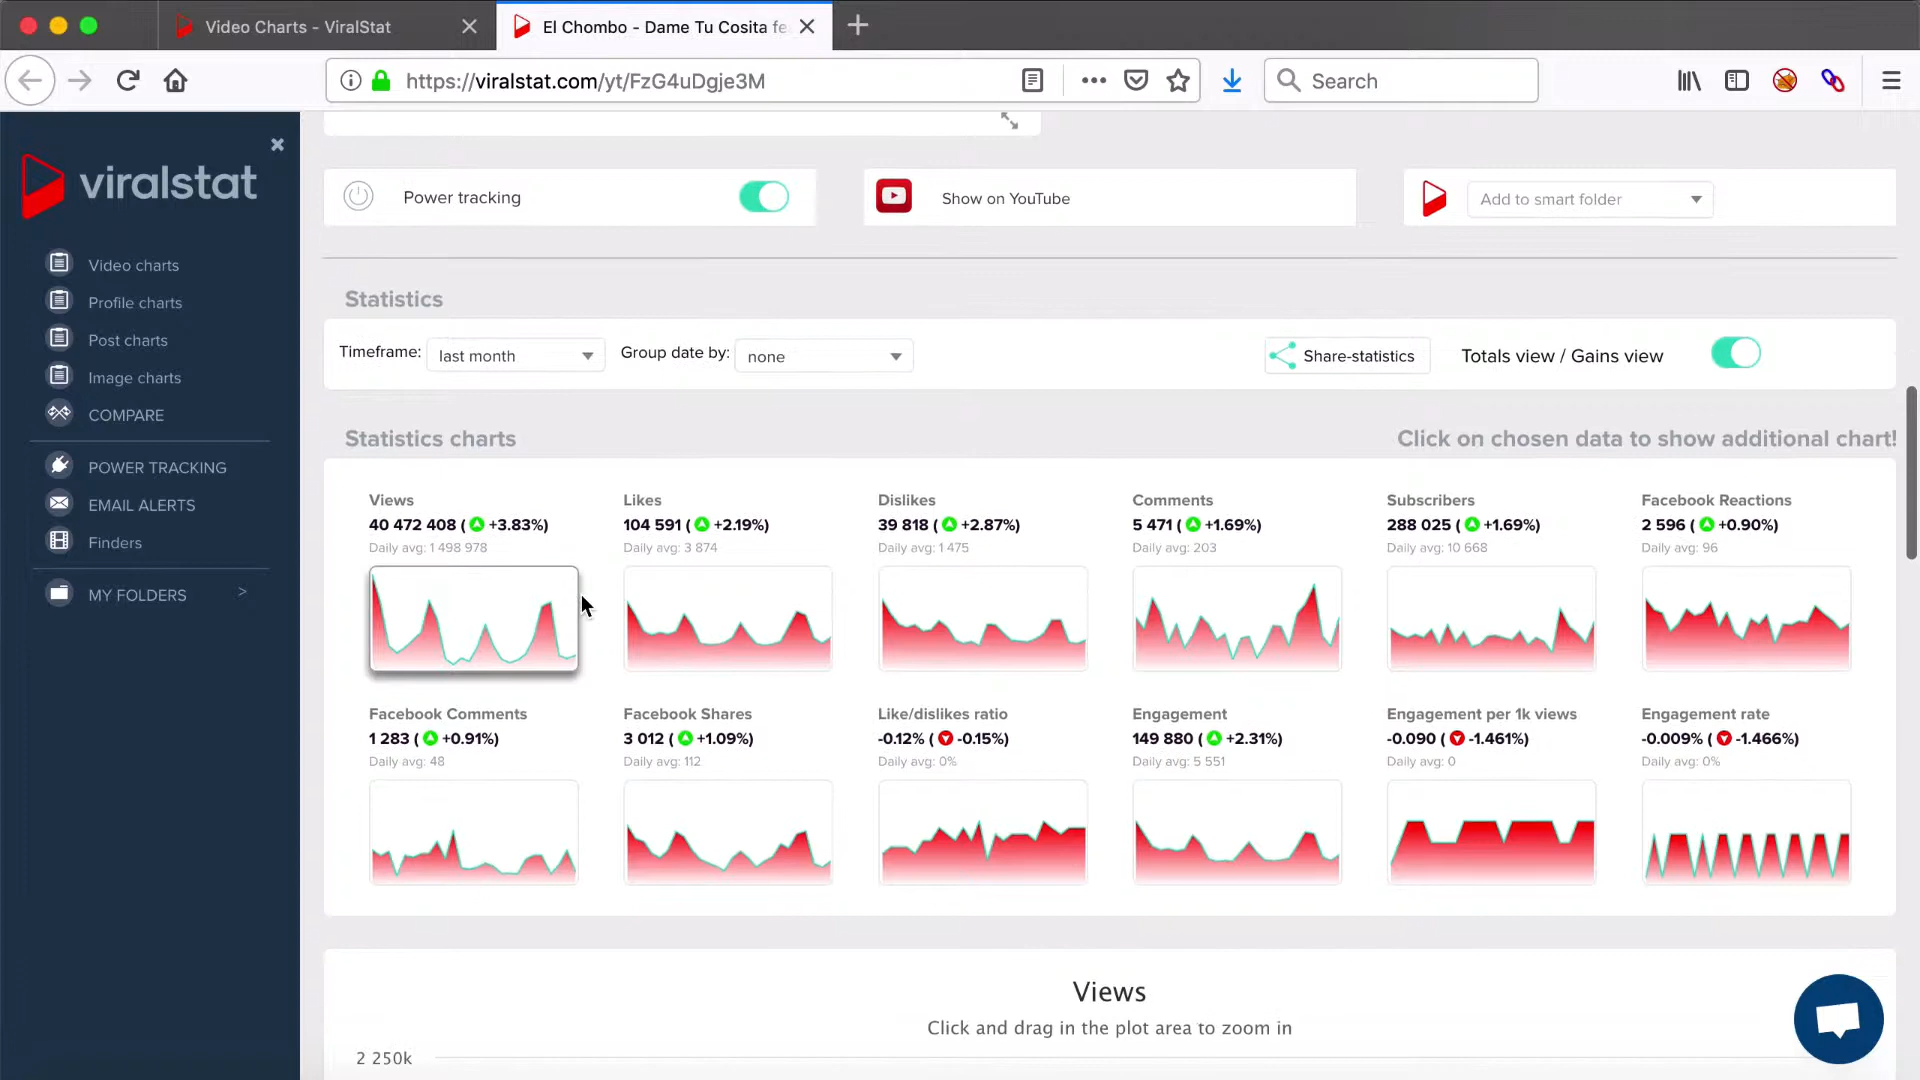 Video Charts - ViralStat
El Chombo - Dame Tu Cosita fe
https://viralstat.com/yt/FzG4uDgje3M
Search
viralstat
Video charts
Profile charts
Post charts
Image charts
COMPARE
POWER TRACKING
EMAIL ALERTS
Finders
MY FOLDERS >
Power tracking
Show on YouTube
Add to smart folder
Statistics
Timeframe: last month Group date by: none
Share-statistics
Totals view / Gains view
Statistics charts
Click on chosen data to show additional chart!
Views
40 472 408 ( +3.83%)
Daily avg: 1 498 978
Likes
104 591 ( +2.19%)
Daily avg: 3 874
Dislikes
39 818 ( +2.87%)
Daily avg: 1 475
Comments
5 471 ( +1.69%)
Daily avg: 203
Subscribers
288 025 ( +1.69%)
Daily avg: 10 668
Facebook Reactions
2 596 ( +0.90%)
Daily avg: 96
Facebook Comments
1 283 ( +0.91%)
Daily avg: 48
Facebook Shares
3 012 ( +1.09%)
Daily avg: 112
Like/dislikes ratio
-0.12% ( -0.15%)
Daily avg: 0%
Engagement
149 880 ( +2.31%)
Daily avg: 5 551
Engagement per 1k views
-0.090 ( -1.461%)
Daily avg: 0
Engagement rate
-0.009% ( -1.466%)
Daily avg: 0%
Views
Click and drag in the plot area to zoom in
2 250k